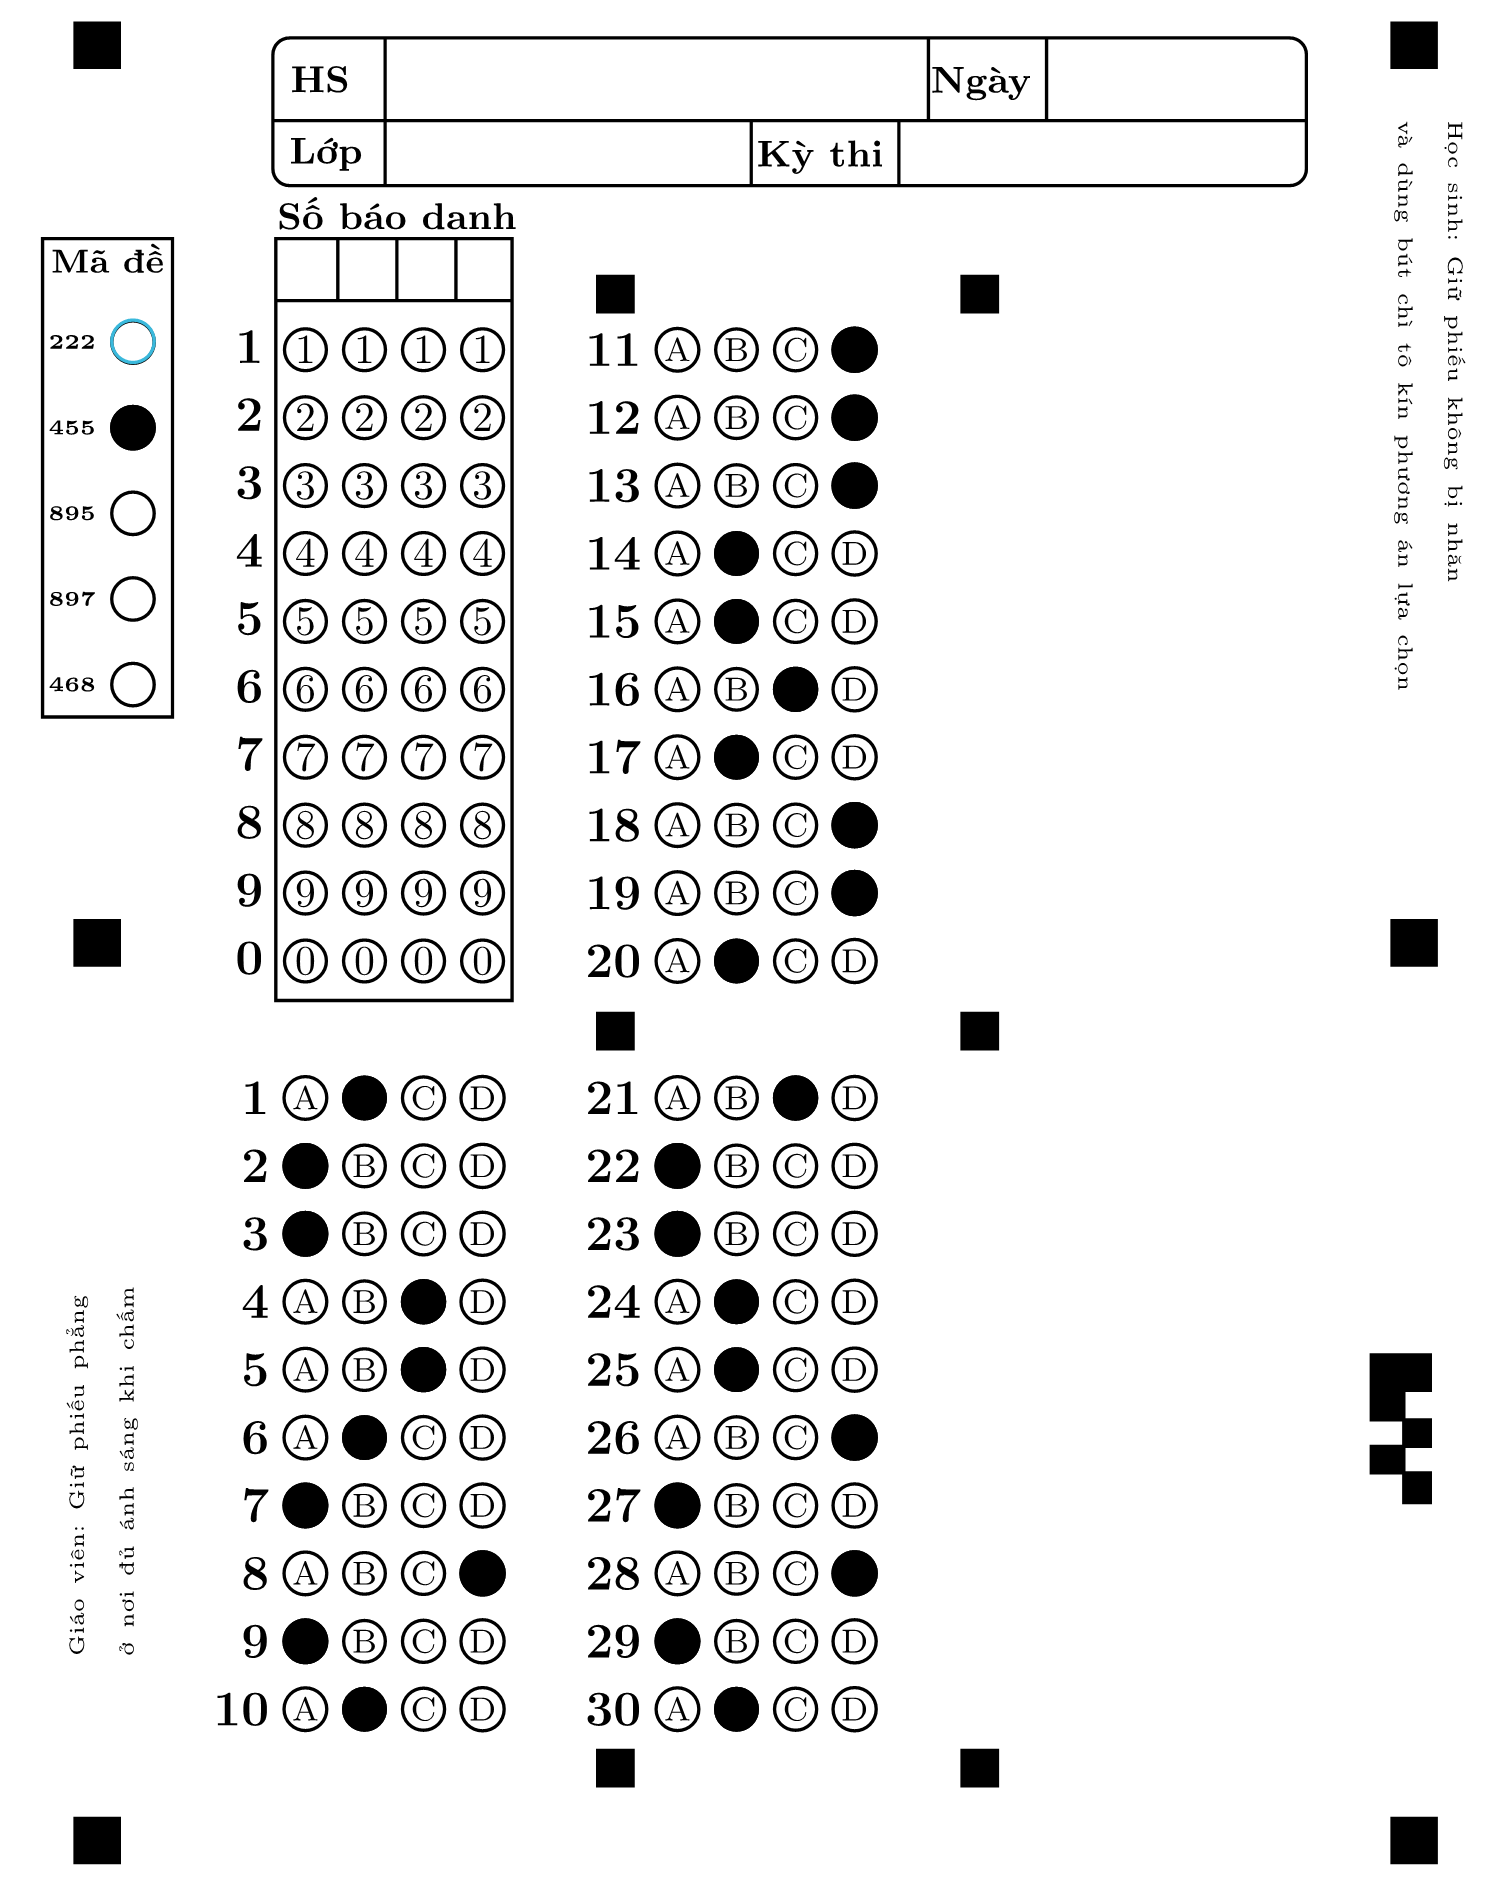 HS Ngày
Lớp Kỳ thi
Học sinh: Giữ phiếu không bị nhăn
và dùng bút chì tô kín phương án lựa chọn
Số báo danh
Mã đề
222
455
895
897
468
1 1 1 1 1
2 2 2 2 2
3 3 3 3 3
4 4 4 4 4
5 5 5 5 5
6 6 6 6 6
7 7 7 7 7
8 8 8 8 8
9 9 9 9 9
0 0 0 0 0
11 A B C
12 A B C
13 A B C
14 A C D
15 A C D
16 A B D
17 A C D
18 A B C
19 A B C
20 A C D
1 A C D
2 B C D
3 B C D
4 A B D
5 A B D
6 A C D
7 B C D
8 A B C
9 B C D
10 A C D
21 A B D
22 B C D
23 B C D
24 A C D
25 A C D
26 A B C
27 B C D
28 A B C
29 B C D
30 A C D
Giáo viên: Giữ phiếu phẳng
ở nơi đủ ánh sáng khi chấm